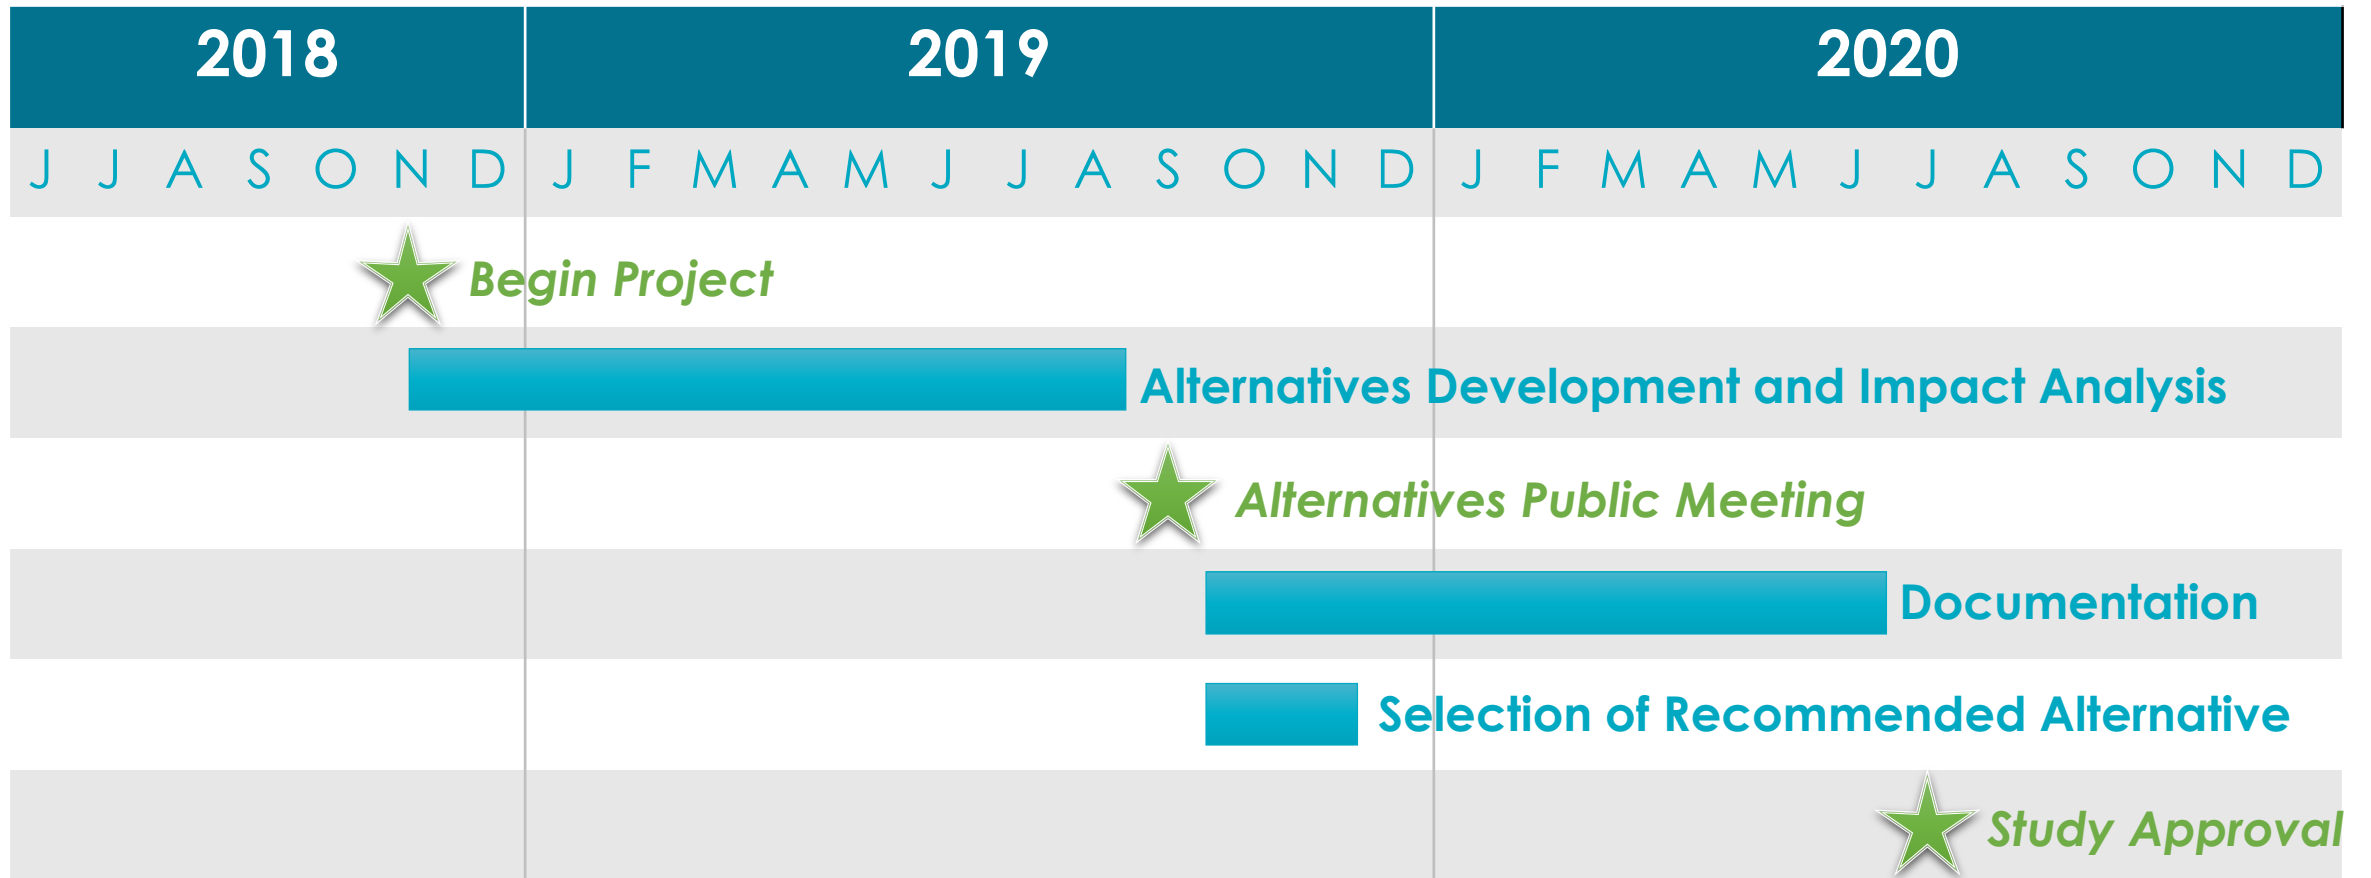 2018 2019 2020
J J A S O N D J F M A M J J A S O N D J F M A M J J A S O N D
Begin Project
Alternatives Development and Impact Analysis
Alternatives Public Meeting
Documentation
Selection of Recommended Alternative
Study Approval